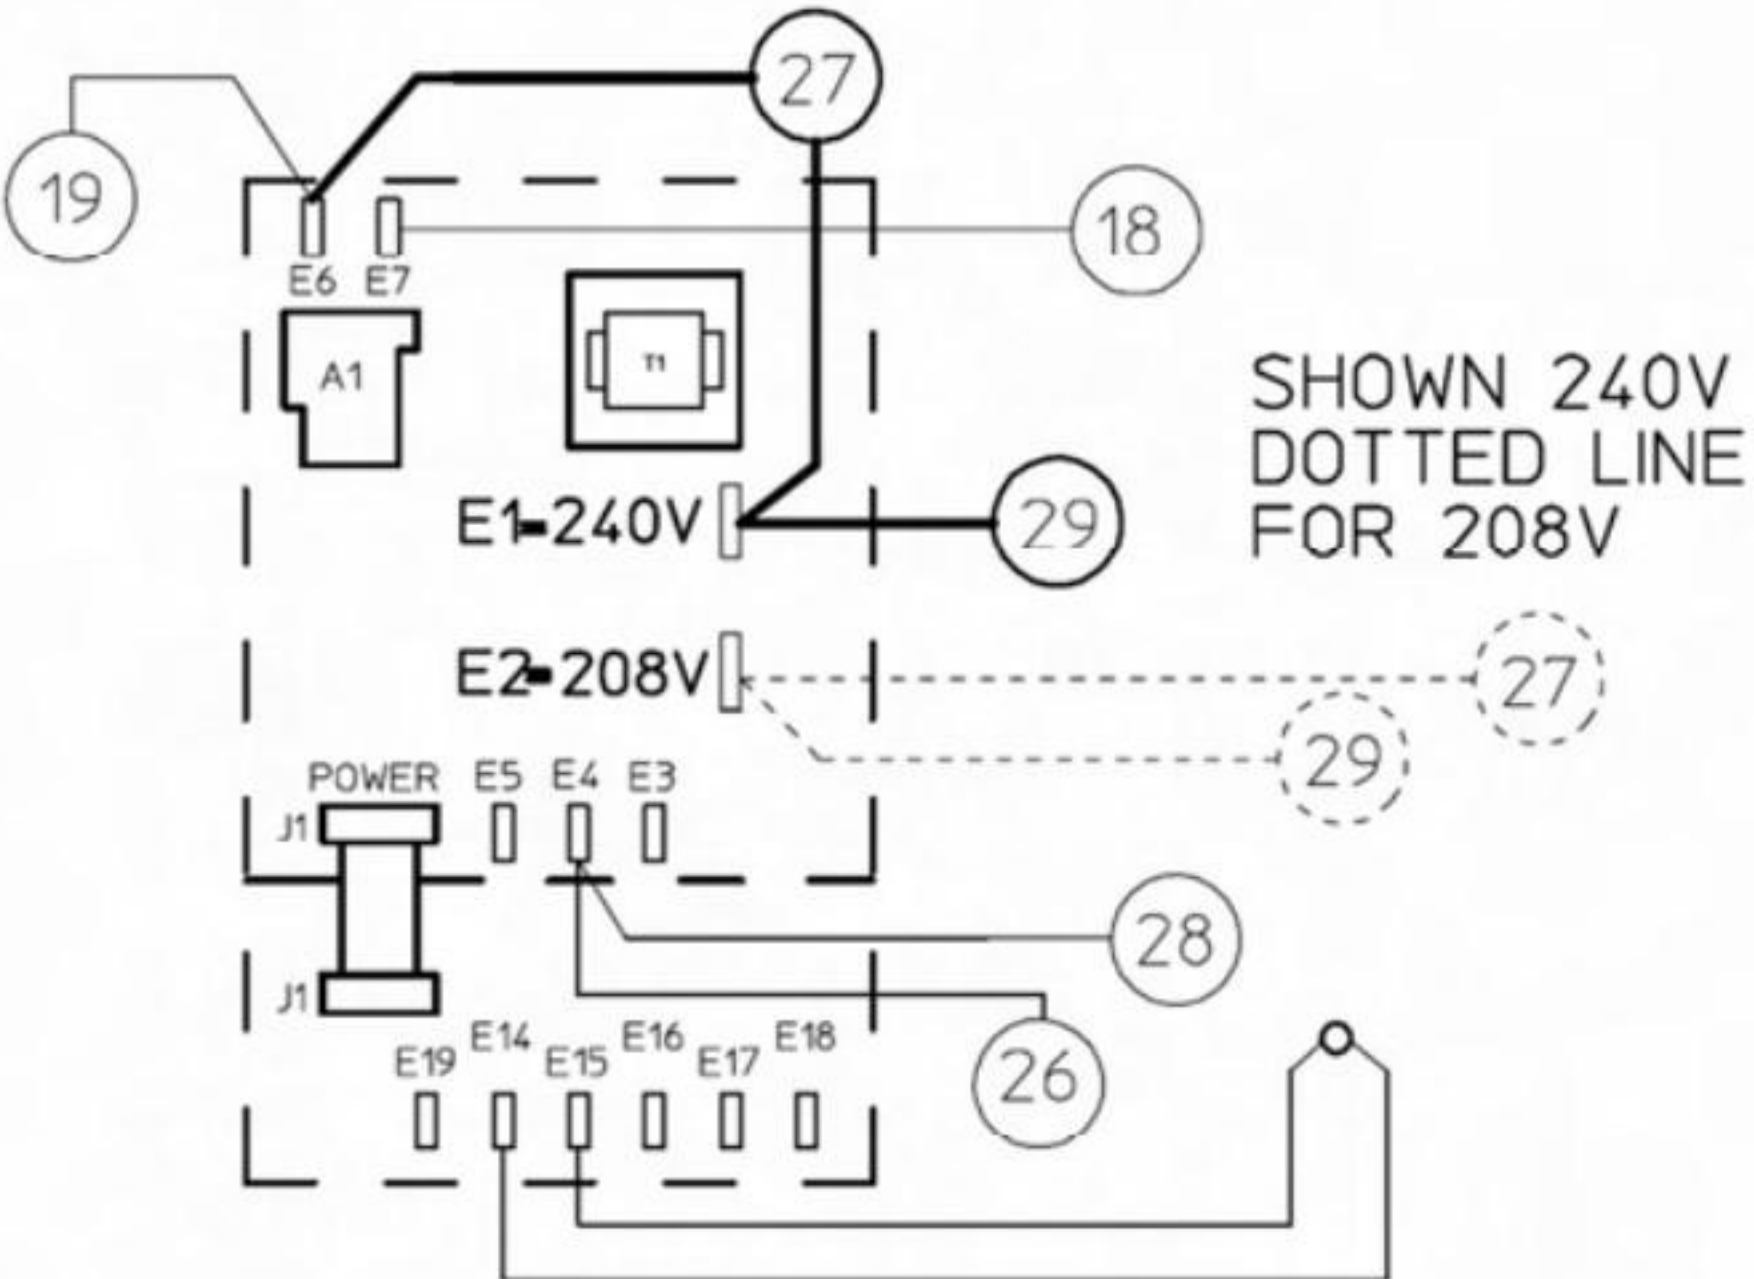 27
19
18
E6 E7
A1
T1
SHOWN 240V
DOTTED LINE
FOR 208V
E1-240V
29
E2-208V
27
29
POWER E5 E4 E3
J1
28
J1
E14 E16 E18
E19 E15 E17
26